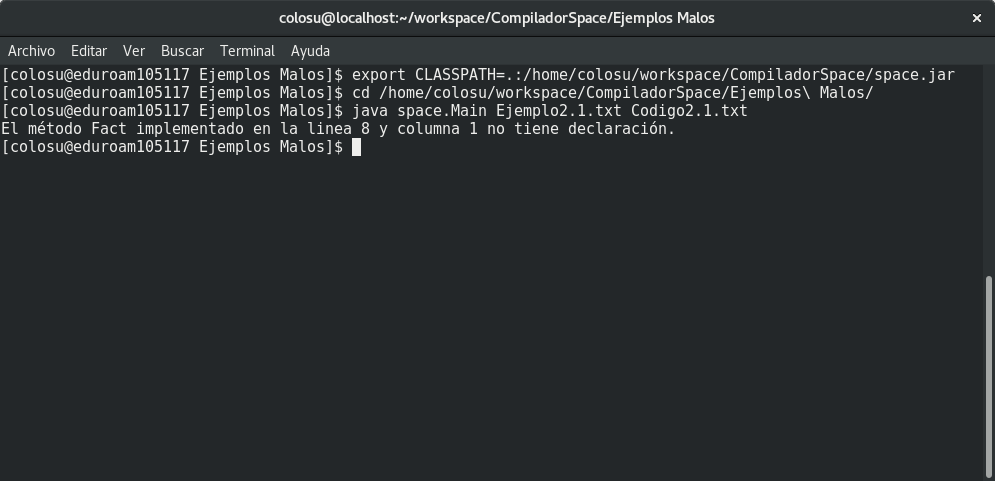 colosu@localhost:~/workspace/CompiladorSpace/Ejemplos Malos ×
Archivo Editar Ver Buscar Terminal Ayuda
[colosu@eduroam105117 Ejemplos Malos]$ export CLASSPATH=.:/home/colosu/workspace/CompiladorSpace/space.jar
[colosu@eduroam105117 Ejemplos Malos]$ cd /home/colosu/workspace/CompiladorSpace/Ejemplos\ Malos/
[colosu@eduroam105117 Ejemplos Malos]$ java space.Main Ejemplo2.1.txt Codigo2.1.txt
El método Fact implementado en la linea 8 y columna 1 no tiene declaración.
[colosu@eduroam105117 Ejemplos Malos]$